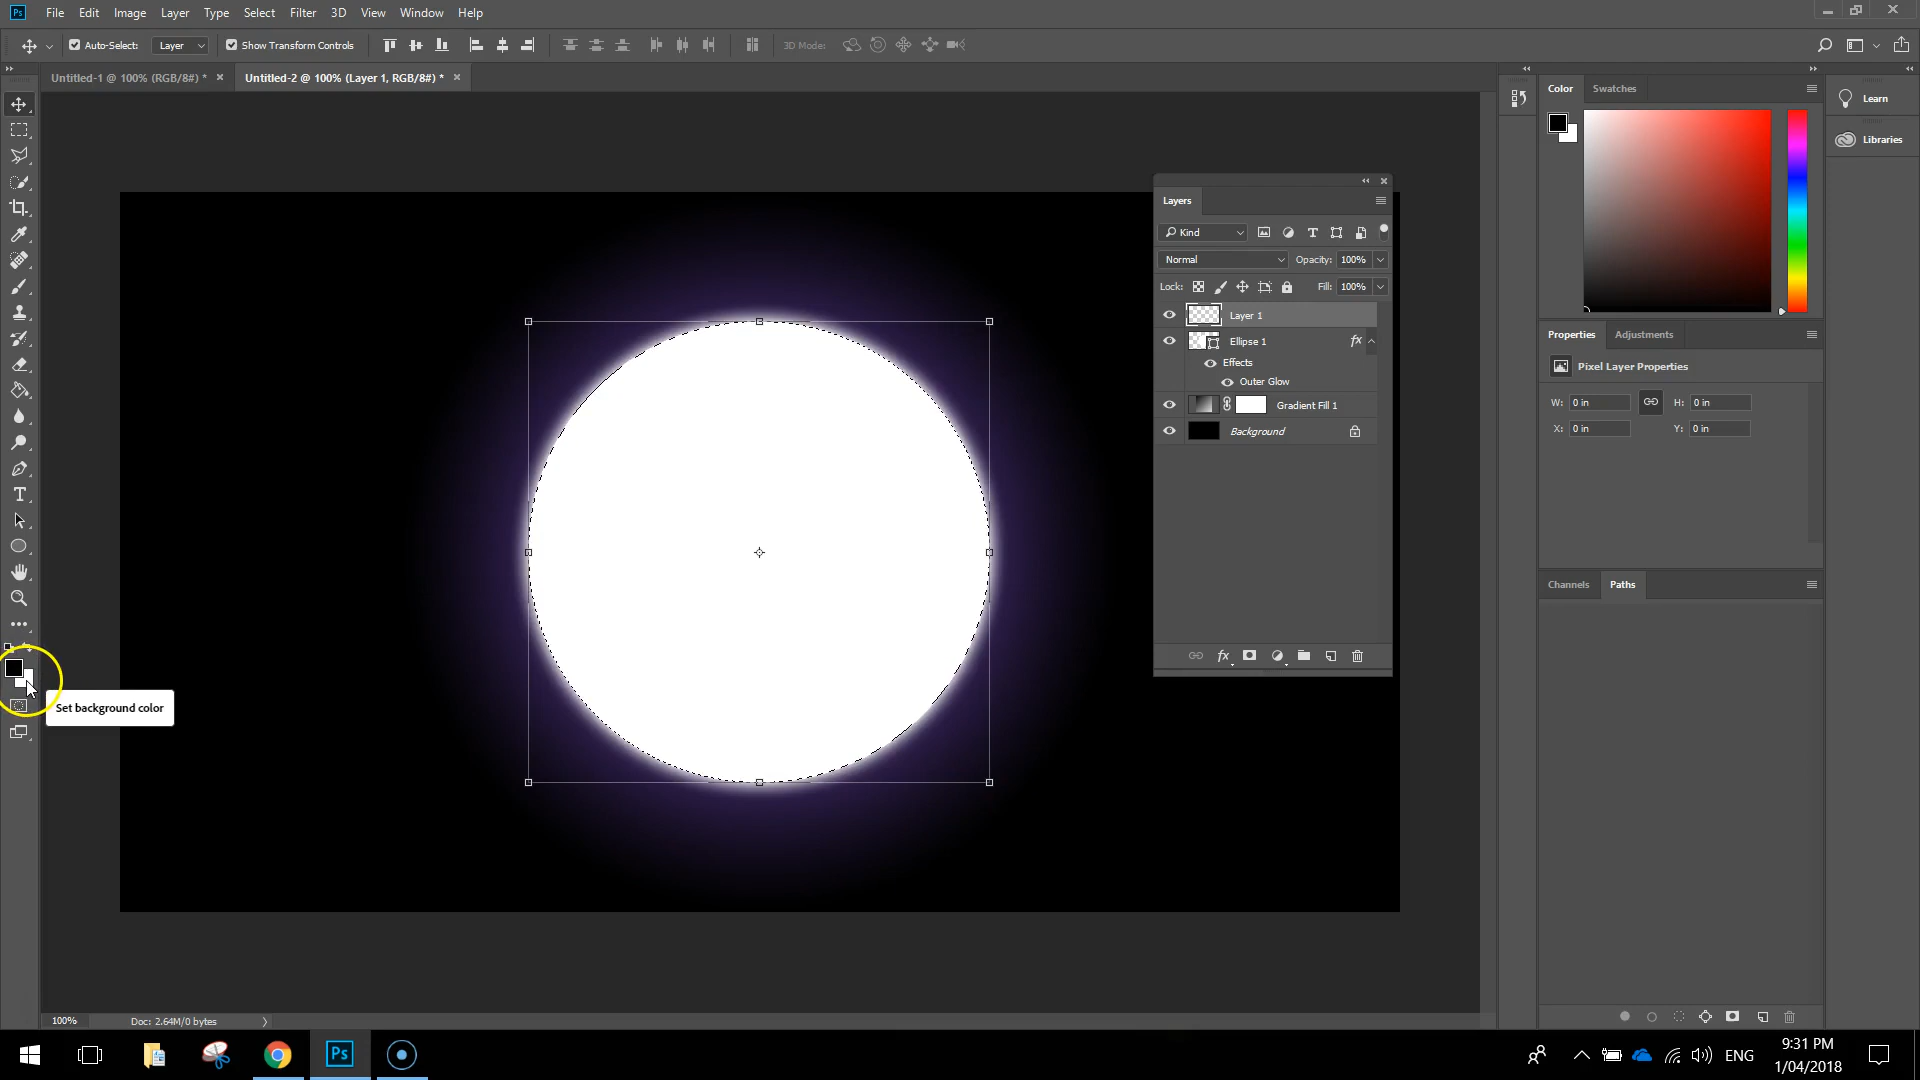 Ps File Edit Image Layer Type Select Filter 3D View Window Help
Auto-Select: Layer Show Transform Controls 3D Mode:
Untitled-1 @ 100% (RGB/8#) * × Untitled-2 @ 100% (Layer 1, RGB/8#) * ×
Color Swatches
Learn
Libraries
Layers
Kind
Normal Opacity: 100%
Lock: Fill: 100%
Layer 1
Ellipse 1 fx
Effects
Outer Glow
Gradient Fill 1
Background
fx
Properties Adjustments
Pixel Layer Properties
W: 0 in H: 0 in
X: 0 in Y: 0 in
Channels Paths
T
Set background color
100% Doc: 2.64M/0 bytes
Ps
ENG
9:31 PM
1/04/2018